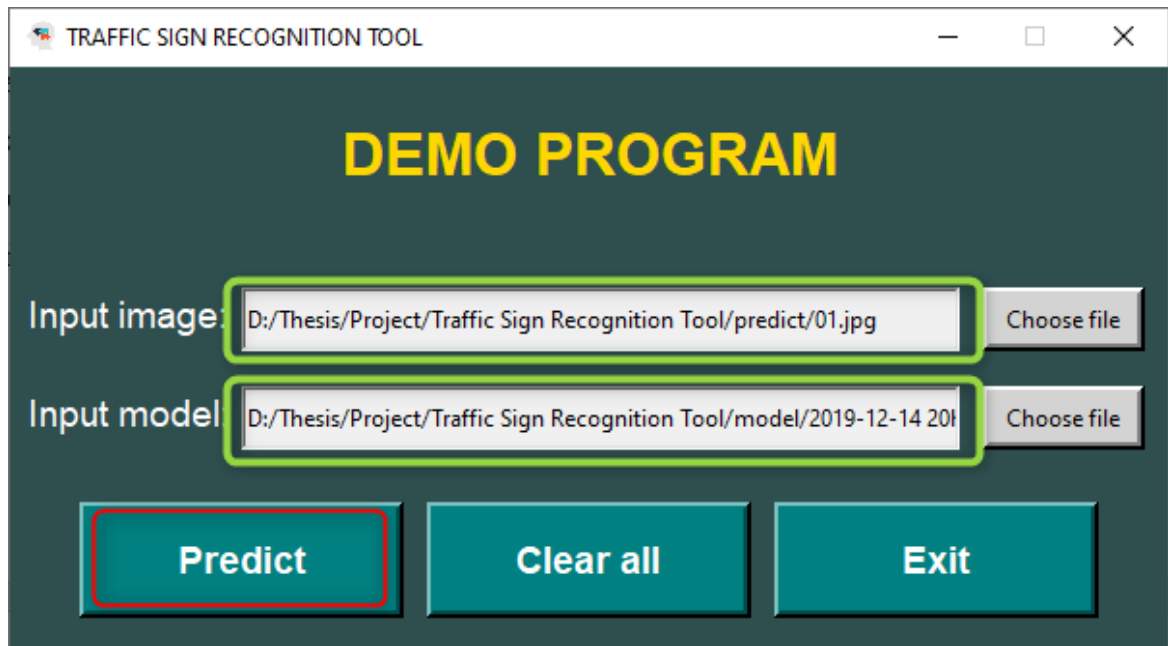 TRAFFIC SIGN RECOGNITION TOOL
DEMO PROGRAM
Input image: D:/Thesis/Project/Traffic Sign Recognition Tool/predict/01.jpg Choose file
Input model: D:/Thesis/Project/Traffic Sign Recognition Tool/model/2019-12-14 20 Choose file
Predict Clear all Exit